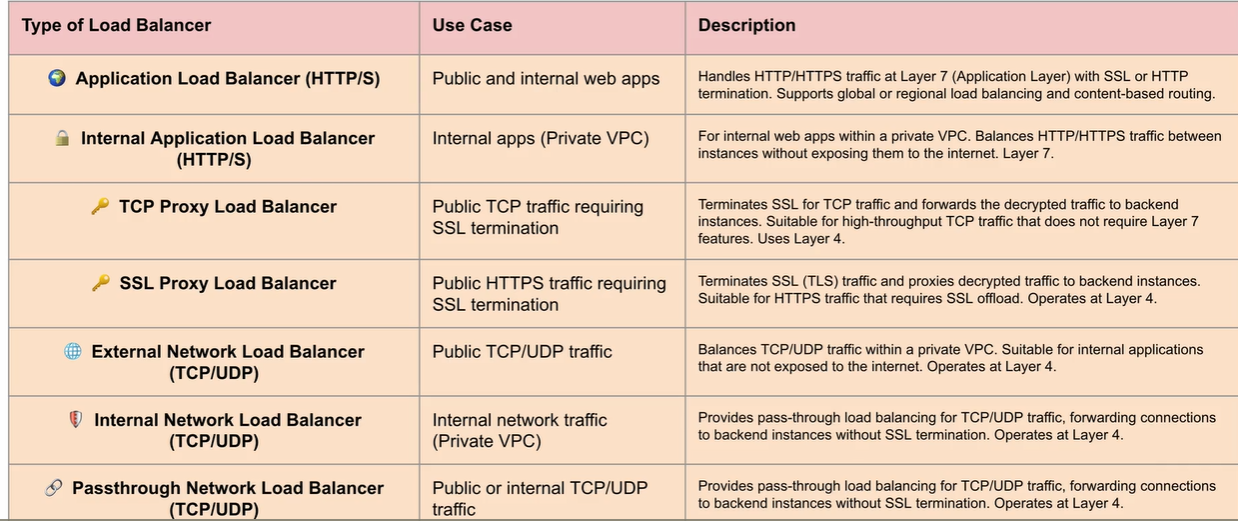 Type of Load Balancer
Use Case
Description
Application Load Balancer (HTTP/S)
Public and internal web apps
Handles HTTP/HTTPS traffic at Layer 7 (Application Layer) with SSL or HTTP
termination. Supports global or regional load balancing and content-based routing.
Internal Application Load Balancer
(HTTP/S)
Internal apps (Private VPC)
For internal web apps within a private VPC. Balances HTTP/HTTPS traffic between
instances without exposing them to the internet. Layer 7.
TCP Proxy Load Balancer
Public TCP traffic requiring
SSL termination
Terminates SSL for TCP traffic and forwards the decrypted traffic to backend
instances. Suitable for high-throughput TCP traffic that does not require Layer 7
features. Uses Layer 4.
SSL Proxy Load Balancer
Public HTTPS traffic requiring
SSL termination
Terminates SSL (TLS) traffic and proxies decrypted traffic to backend instances.
Suitable for HTTPS traffic that requires SSL offload. Operates at Layer 4.
External Network Load Balancer
(TCP/UDP)
Public TCP/UDP traffic
Balances TCP/UDP traffic within a private VPC. Suitable for internal applications
that are not exposed to the internet. Operates at Layer 4.
Internal Network Load Balancer
(TCP/UDP)
Internal network traffic
(Private VPC)
Provides pass-through load balancing for TCP/UDP traffic, forwarding connections
to backend instances without SSL termination. Operates at Layer 4.
Passthrough Network Load Balancer
(TCP/UDP)
Public or internal TCP/UDP
traffic
Provides pass-through load balancing for TCP/UDP traffic, forwarding connections
to backend instances without SSL termination. Operates at Layer 4.